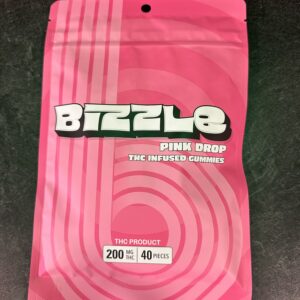 BIZZLE
PINK DROP
THC INFUSED GUMMIES
THC PRODUCT
200 MG THC 40 PIECES